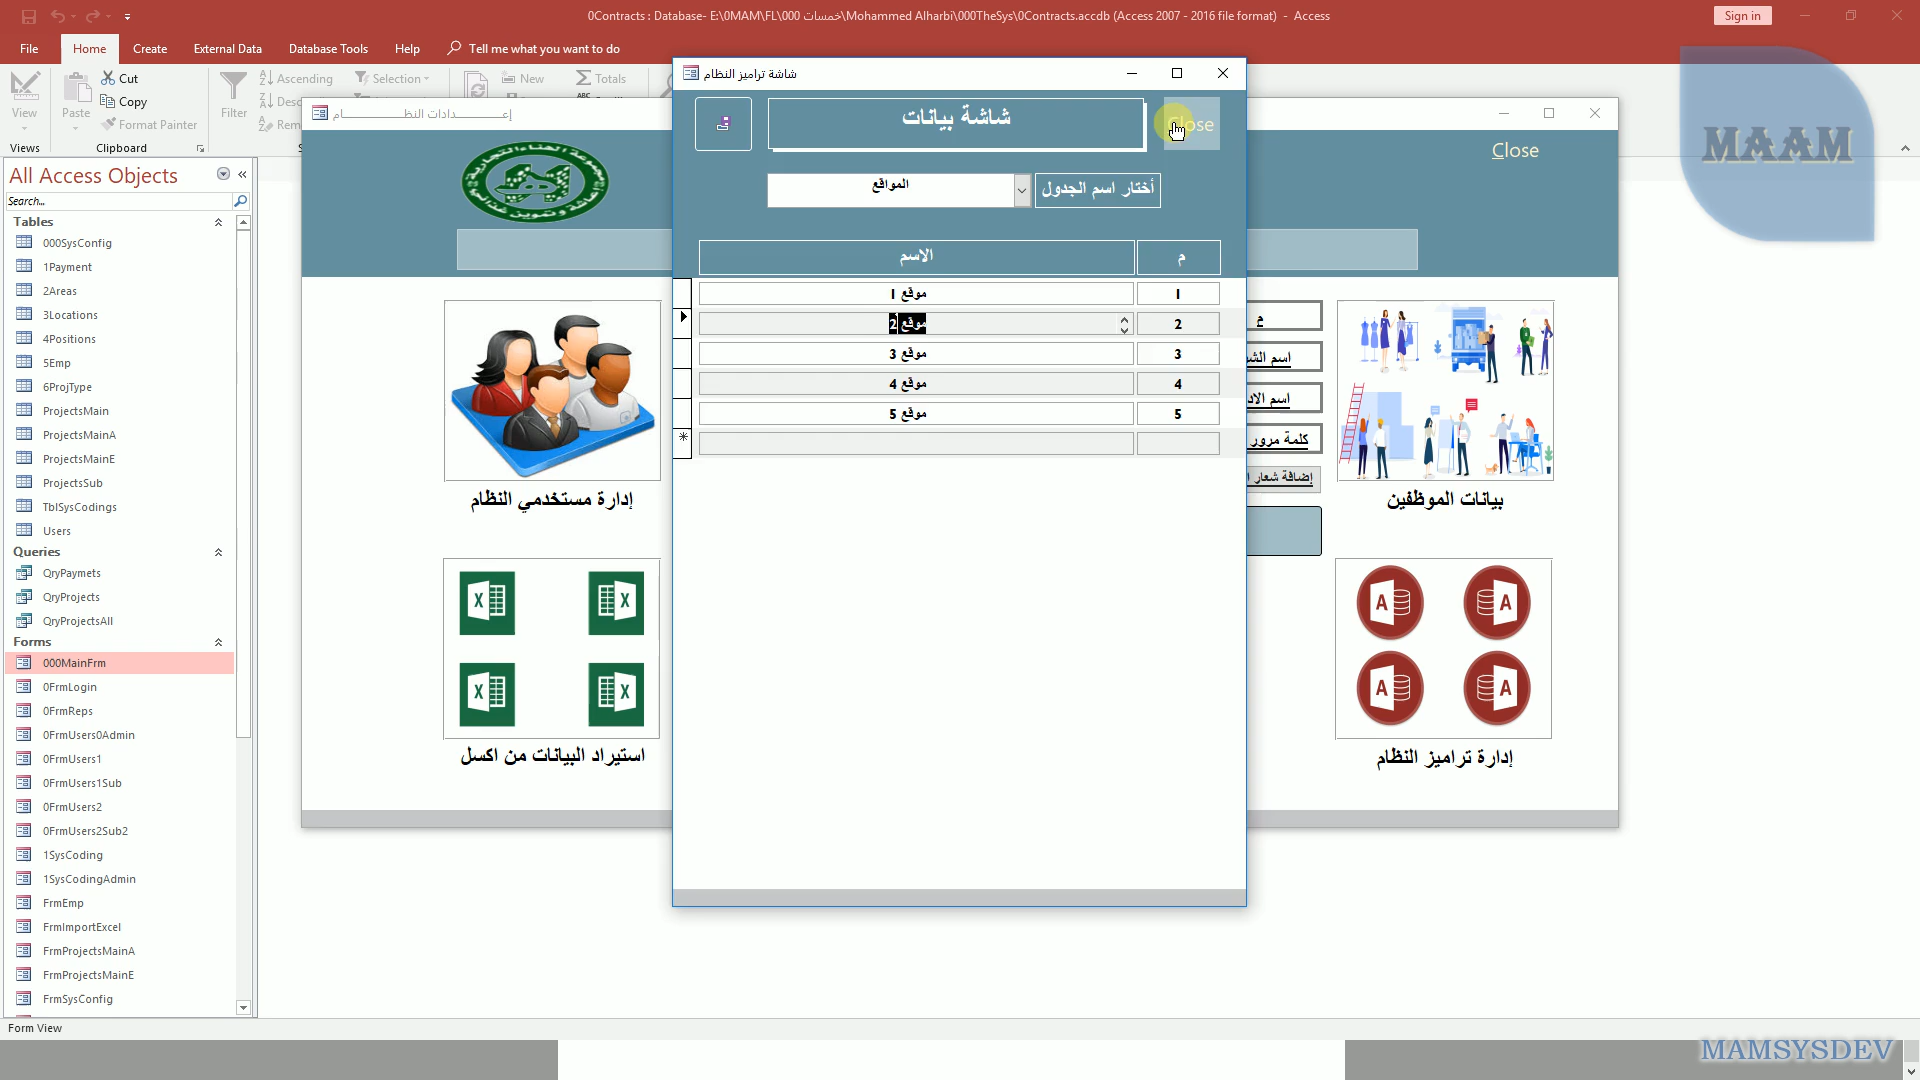 0Contracts : Database- E:\0MAM\FL\000 خمسات\Mohammed Alharbi\000TheSys\0Contracts.accdb (Access 2007 - 2016 file format) - Access
Sign in
File Home Create External Data Database Tools Help Tell me what you want to do
View
Views
Paste
Cut
Copy
Format Painter
Clipboard
Filter
Ascending
Selection
New
Totals
شاشة تراميز النظام
شاشة بيانات
Close
أختار اسم الجدول
المواقع
م
الاسم
1 موقع 1
2 موقع 2
3 موقع 3
4 موقع 4
5 موقع 5
Close
م
كلمة مرور
إدارة مستخدمي النظام
بيانات الموظفين
استيراد البيانات من اكسل
إدارة تراميز النظام
All Access Objects
Search...
Tables
000SysConfig
1Payment
2Areas
3Locations
4Positions
5Emp
6ProjType
ProjectsMain
ProjectsMainA
ProjectsMainE
ProjectsSub
TblSysCodings
Users
Queries
QryPaymets
QryProjects
QryProjectsAll
Forms
000MainFrm
0FrmLogin
0FrmReps
0FrmUsers0Admin
0FrmUsers1
0FrmUsers1Sub
0FrmUsers2
0FrmUsers2Sub2
1SysCoding
1SysCodingAdmin
FrmEmp
FrmImportExcel
FrmProjectsMainA
FrmProjectsMainE
FrmSysConfig
Form View
MAAM
MAMSYSDEV